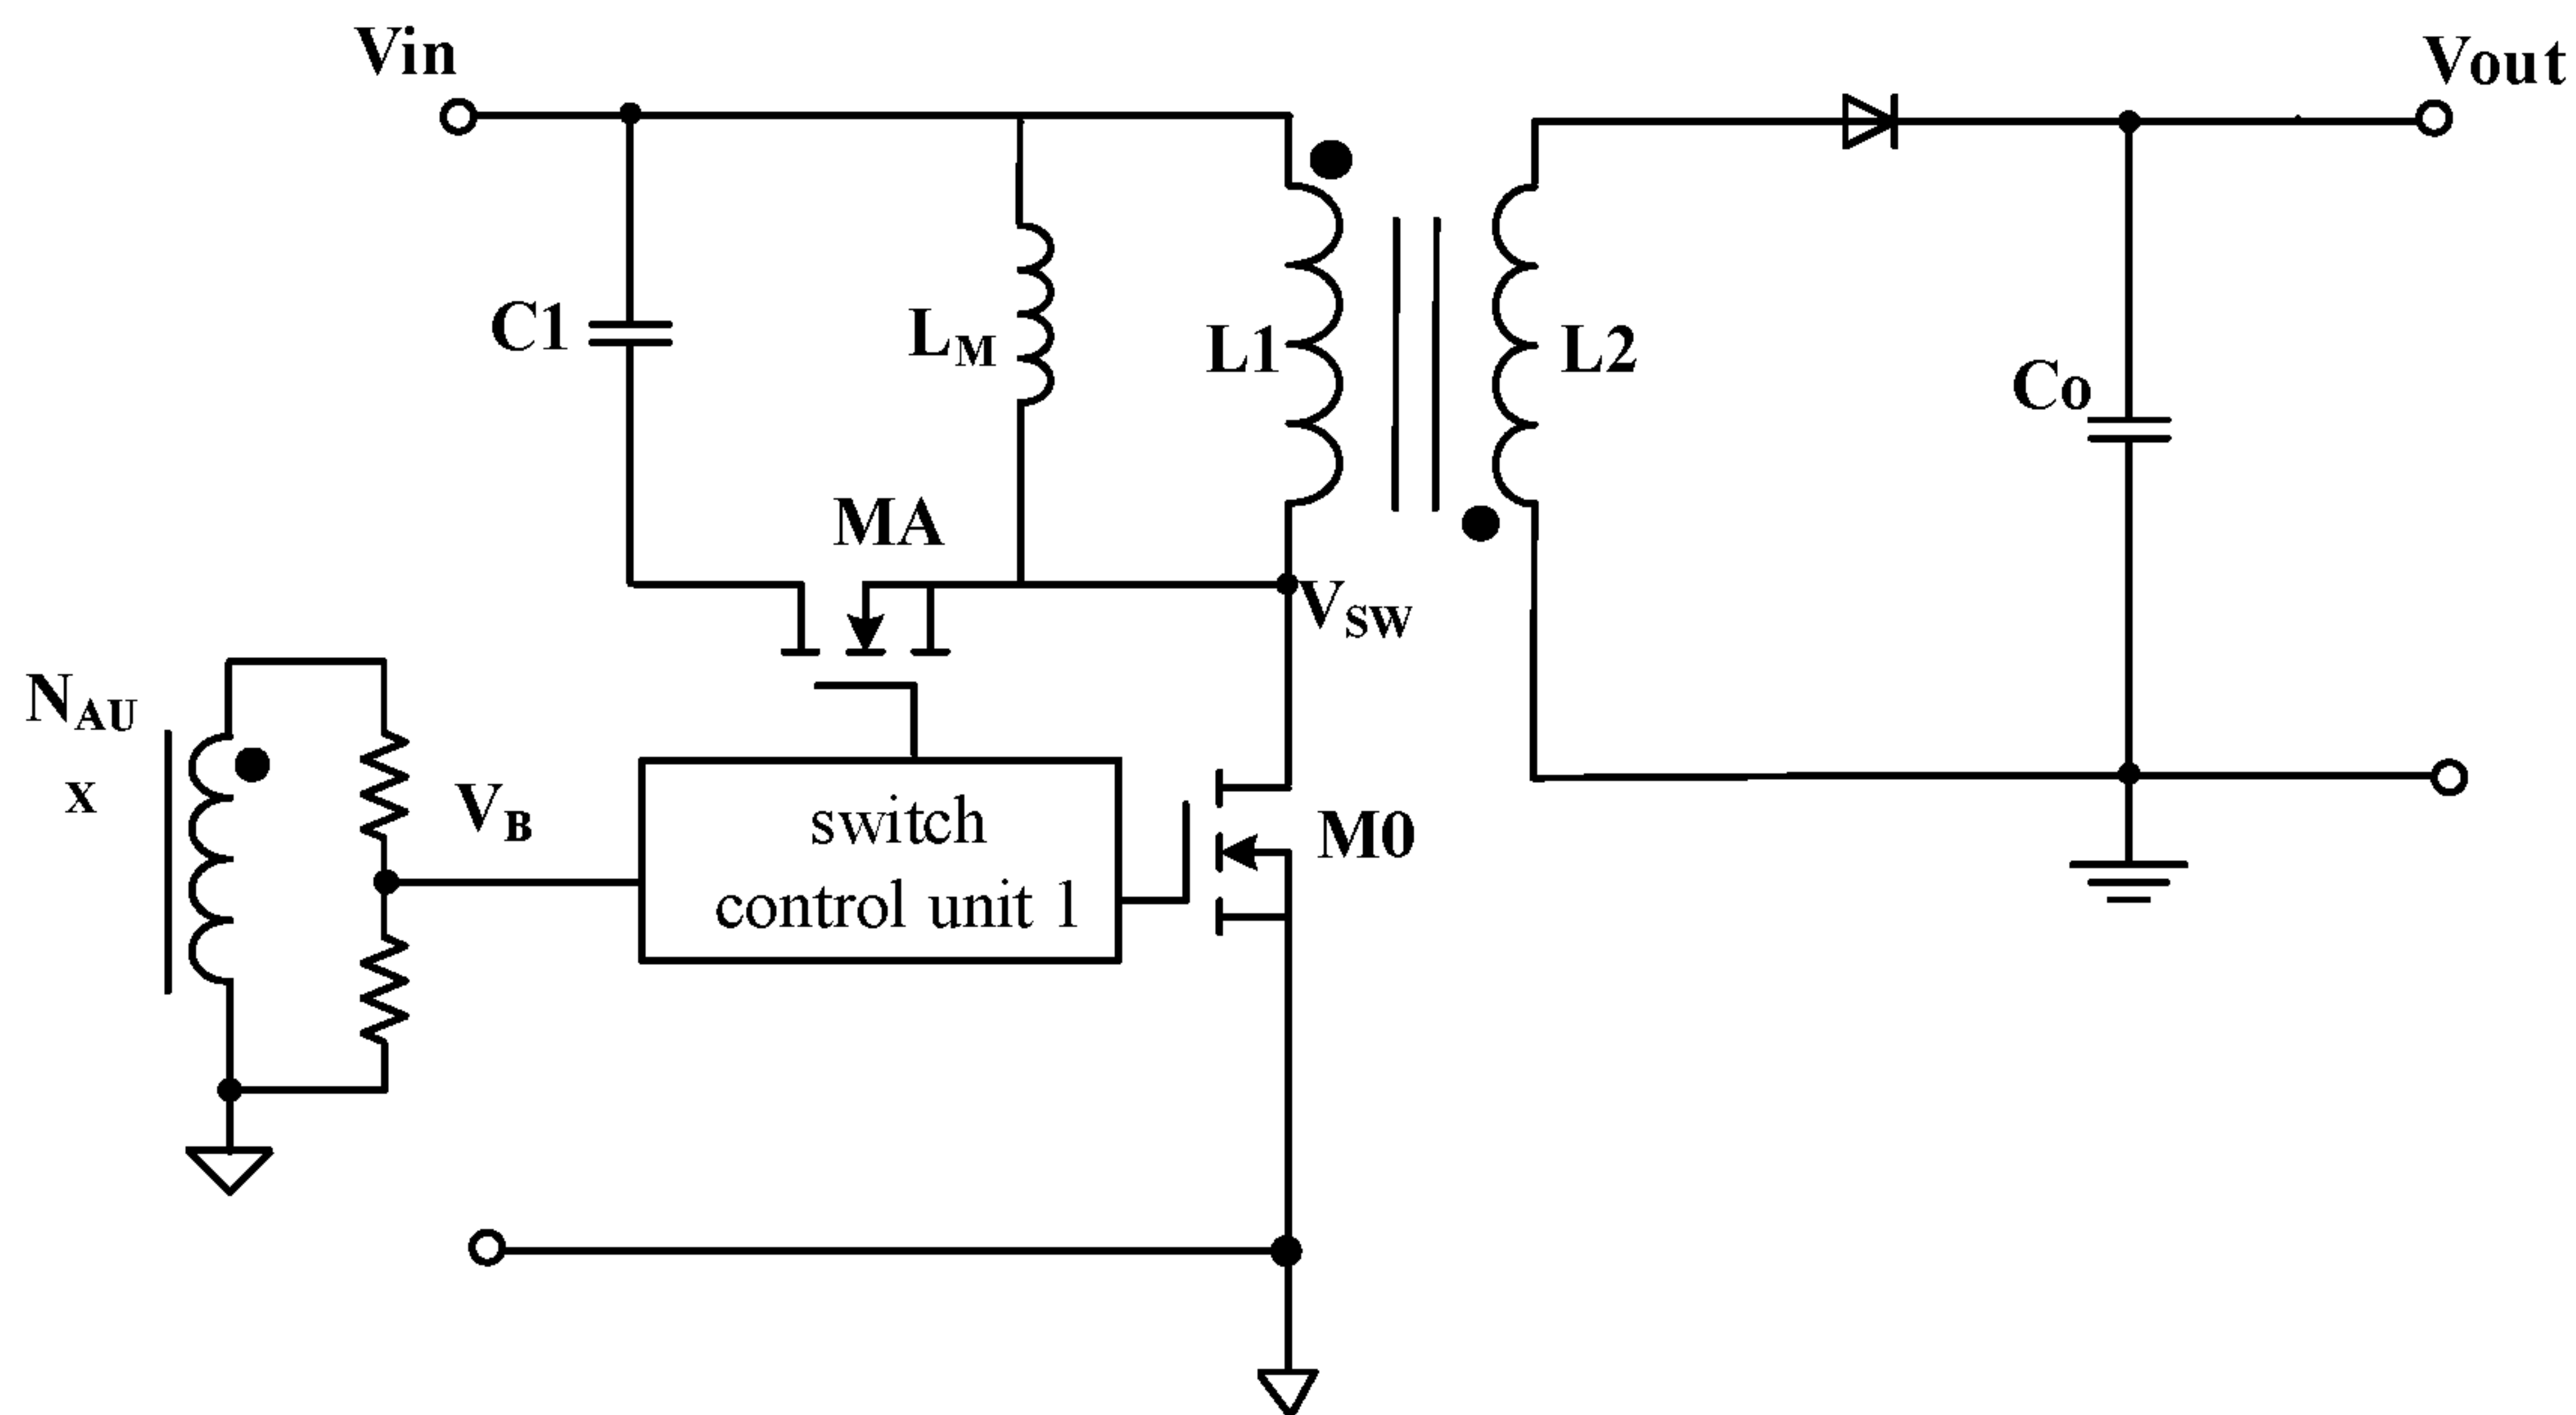 Vin
Vout
C1
LM
L1
L2
Co
MA
VSW
NAU
X
VB
switch
control unit 1
M0